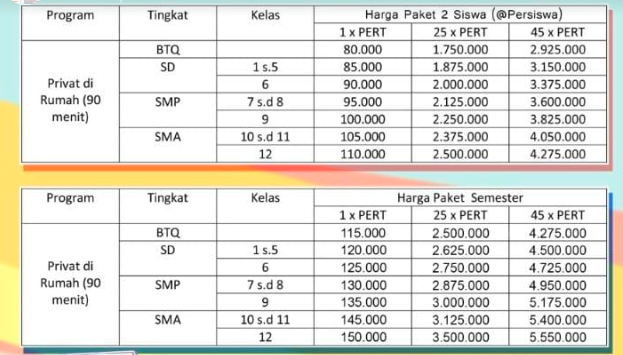 Program Tingkat Kelas Harga Paket 2 Siswa (@Persiswa)
1 x PERT 25 x PERT 45 x PERT
Privat di Rumah (90 menit)
BTQ 80.000 1.750.000 2.925.000
SD 1 s.5 85.000 1.875.000 3.150.000
6 90.000 2.000.000 3.375.000
SMP 7 s.d 8 95.000 2.125.000 3.600.000
9 100.000 2.250.000 3.825.000
SMA 10 s.d 11 105.000 2.375.000 4.050.000
12 110.000 2.500.000 4.275.000
Program Tingkat Kelas Harga Paket Semester
1 x PERT 25 x PERT 45 x PERT
Privat di Rumah (90 menit)
BTQ 115.000 2.500.000 4.275.000
SD 1 s.5 120.000 2.625.000 4.500.000
6 125.000 2.750.000 4.725.000
SMP 7 s.d 8 130.000 2.875.000 4.950.000
9 135.000 3.000.000 5.175.000
SMA 10 s.d 11 145.000 3.125.000 5.400.000
12 150.000 3.500.000 5.550.000